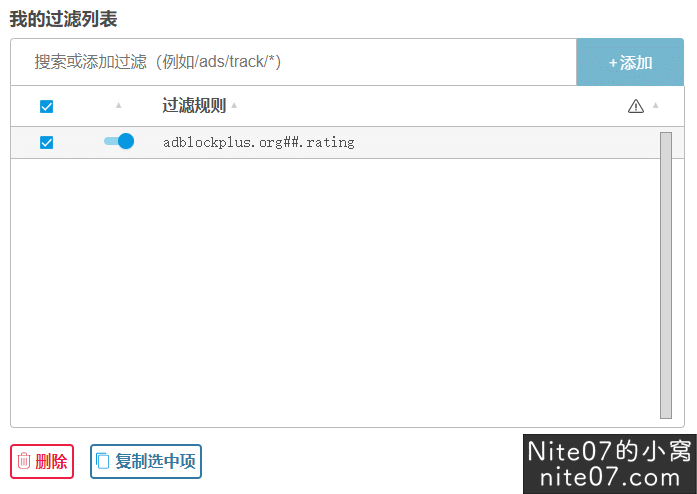 我的过滤列表
搜索或添加过滤（例如/ads/track/*）
+添加
过滤规则
adblockplus.org##.rating
删除
复制选中项
Nite07的小窝
nite07.com